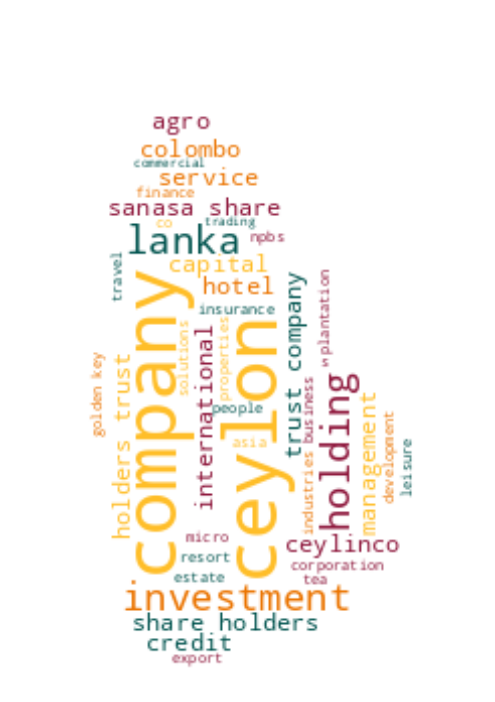 agro
colombo
commercial
service
finance
sanasa share
co
trading
lanka
npbs
travel
capital
hotel
insurance
company
ceylon
solutions
international
properties
trust company
plantation
s
golden key
holders trust
people
asia
business
industries
holding
management
development
leisure
micro
resort
estate
ceylinco
corporation
tea
investment
share holders
credit
export